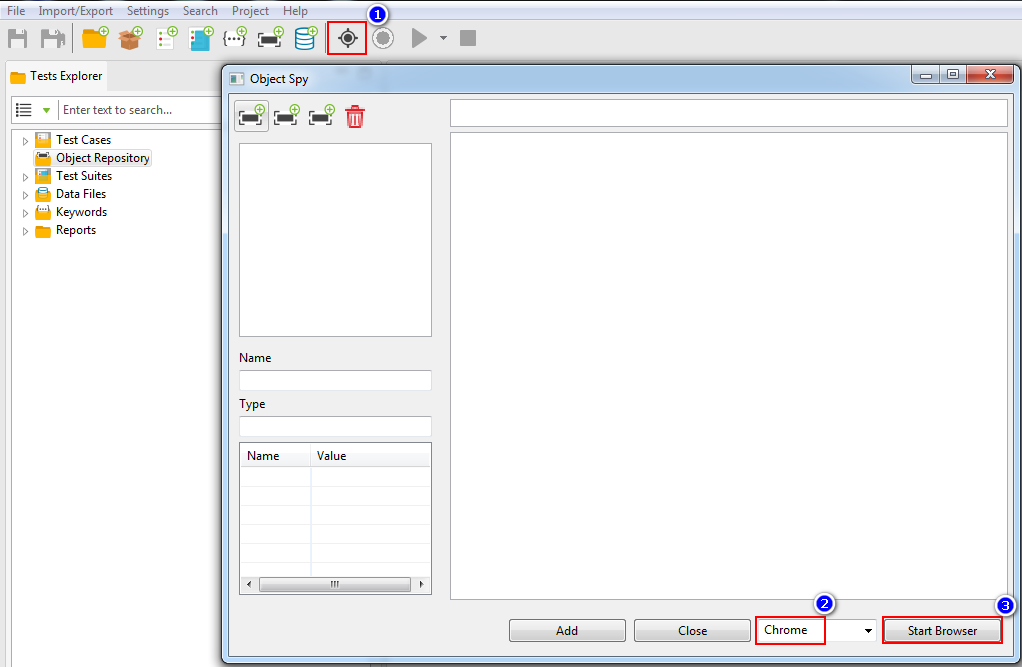 File Import/Export Settings Search Project Help
1
Tests Explorer
Object Spy
Enter text to search...
Test Cases
Object Repository
Test Suites
Data Files
Keywords
Reports
Name
Type
Name Value
2
3
Add Close Chrome Start Browser